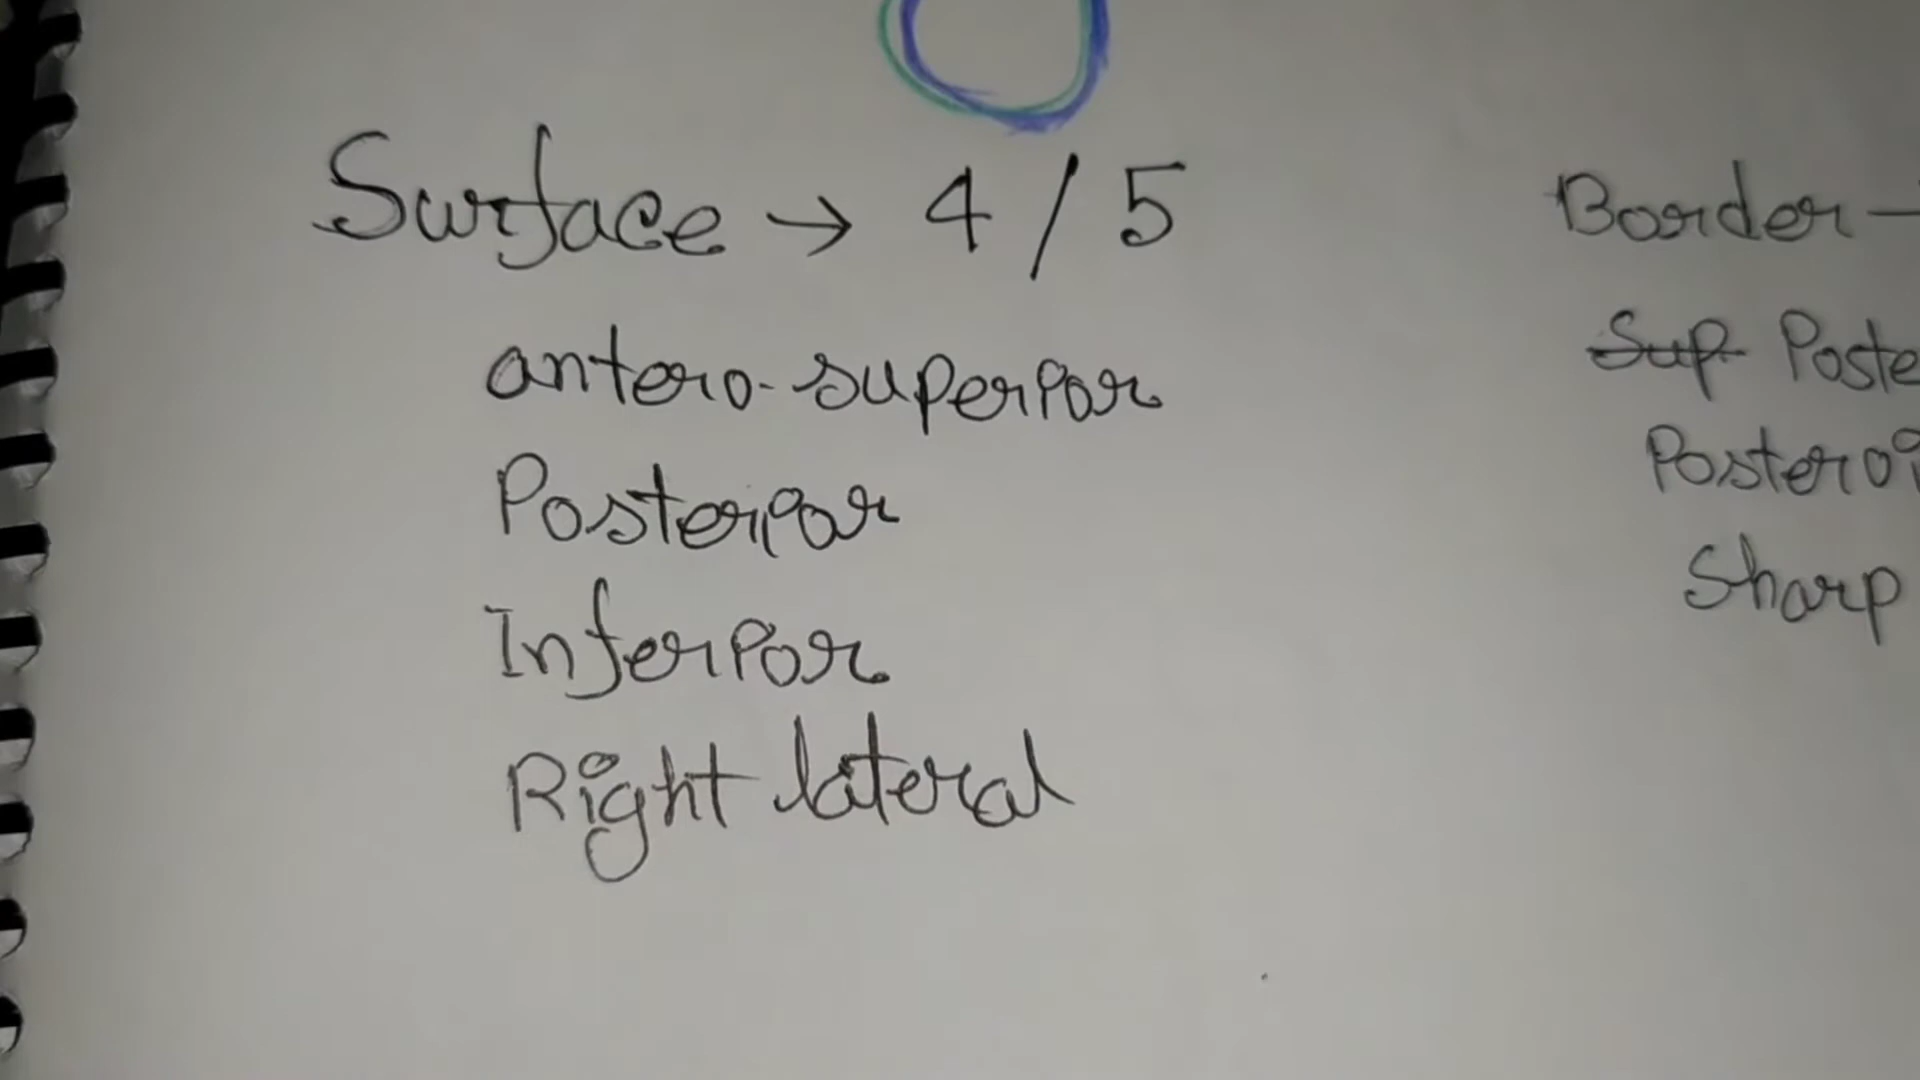 Surface → 4 / 5
antero-superior
Posterior
Inferior
Right lateral
Border -
Sup Poste
Posteroi
Sharp